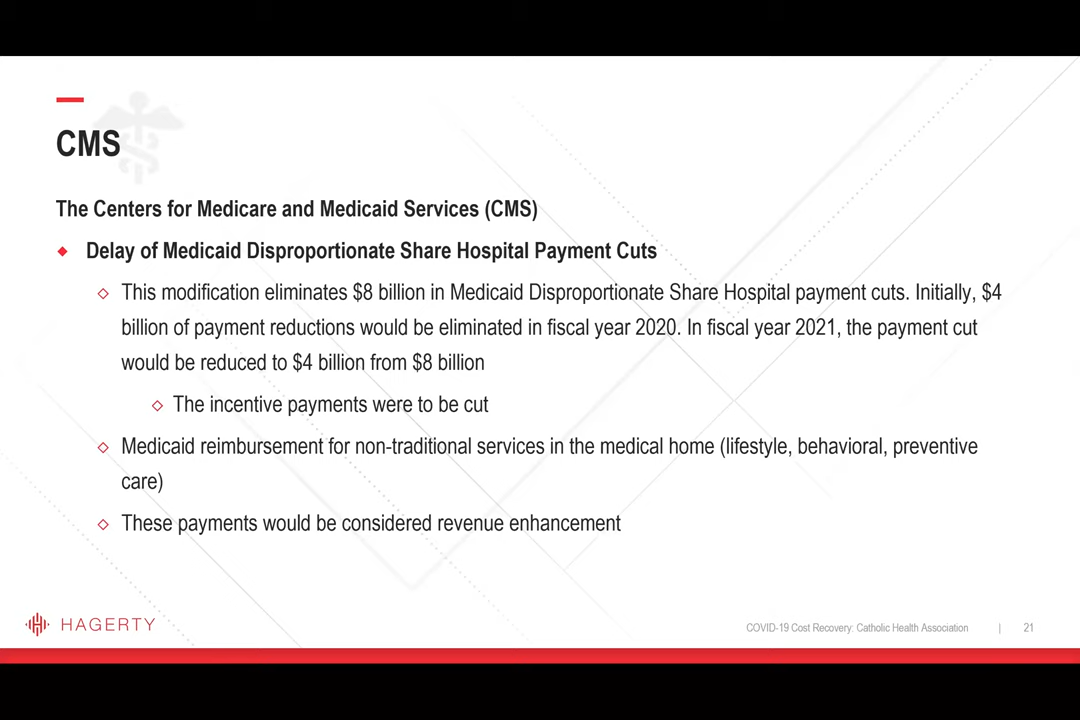 CMS
The Centers for Medicare and Medicaid Services (CMS)
Delay of Medicaid Disproportionate Share Hospital Payment Cuts
This modification eliminates $8 billion in Medicaid Disproportionate Share Hospital payment cuts. Initially, $4
billion of payment reductions would be eliminated in fiscal year 2020. In fiscal year 2021, the payment cut
would be reduced to $4 billion from $8 billion
The incentive payments were to be cut
Medicaid reimbursement for non-traditional services in the medical home (lifestyle, behavioral, preventive
care)
These payments would be considered revenue enhancement
HAGERTY
COVID-19 Cost Recovery: Catholic Health Association | 21